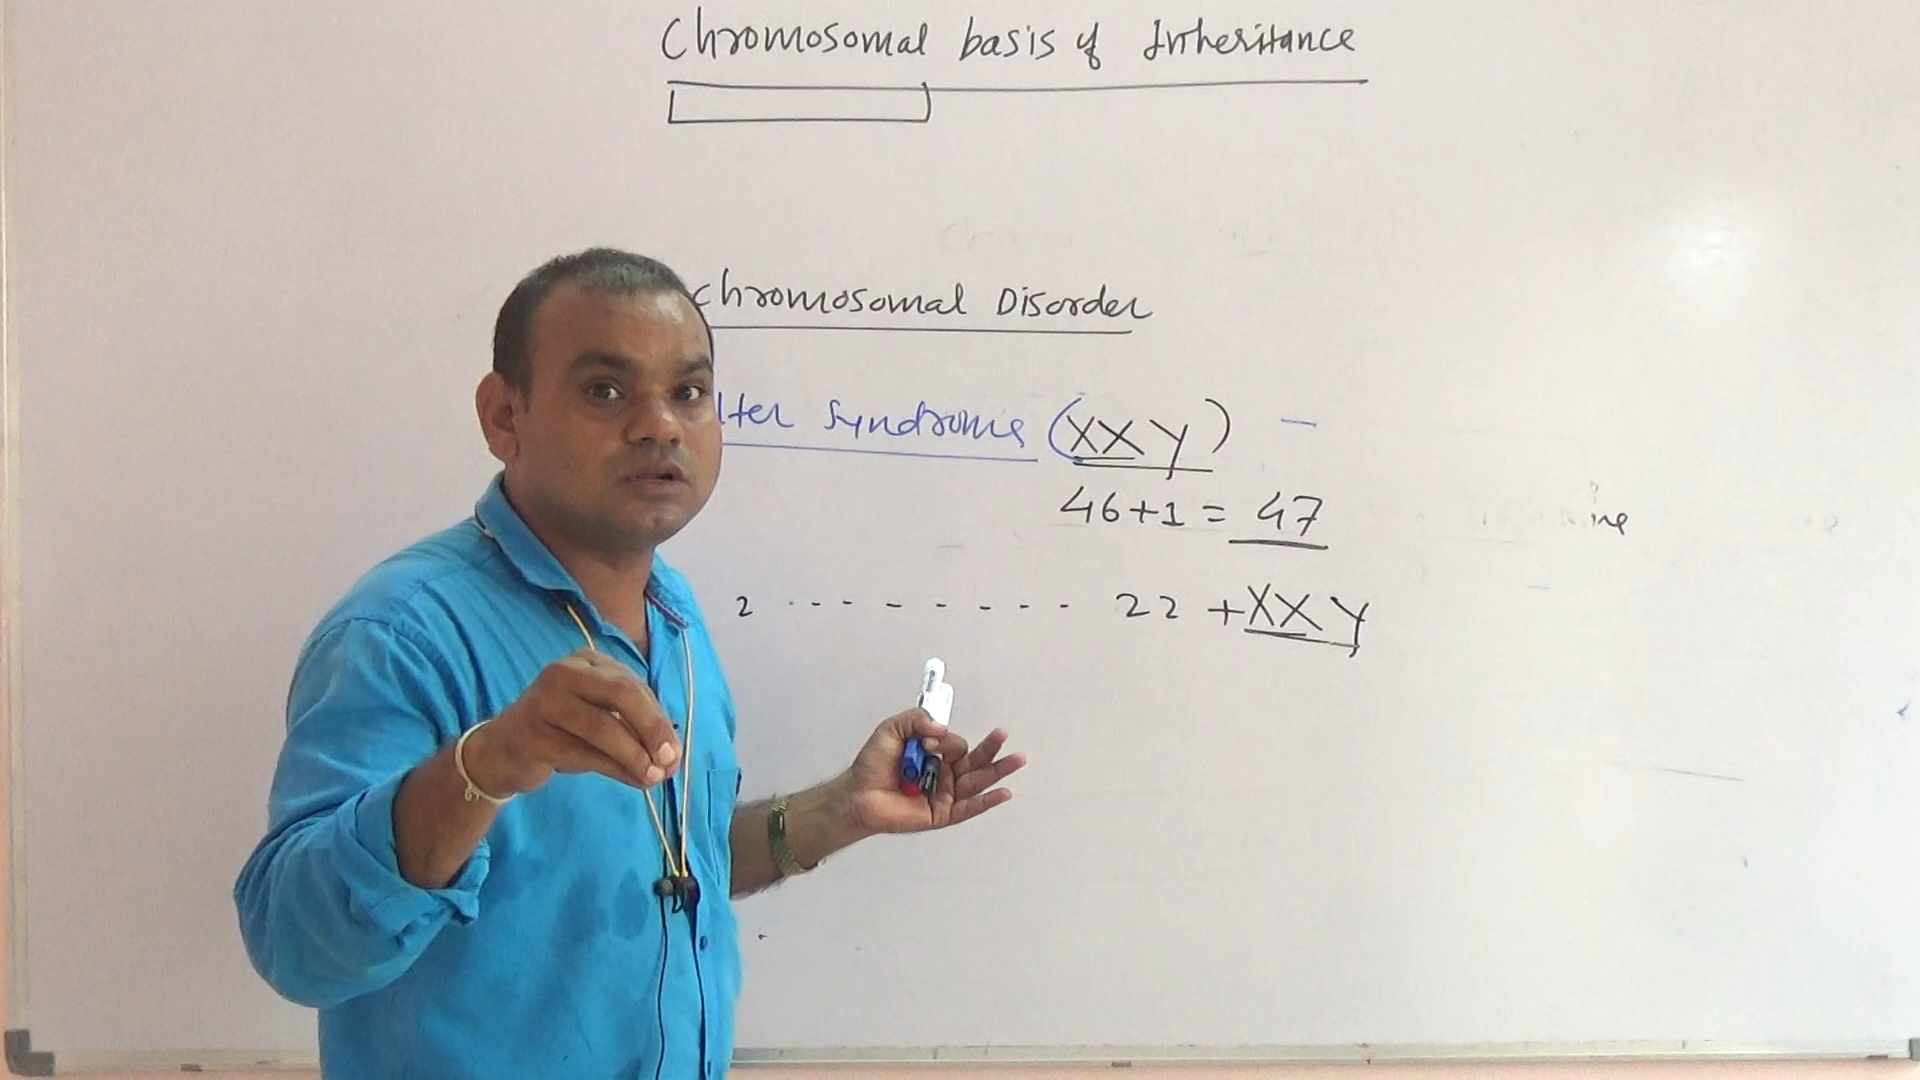 Chromosomal basis of Inheritance
Chromosomal Disorder
lter Syndrome (XXY) –
46+1 = 47
2 - - - - - - - - 22 + XXY